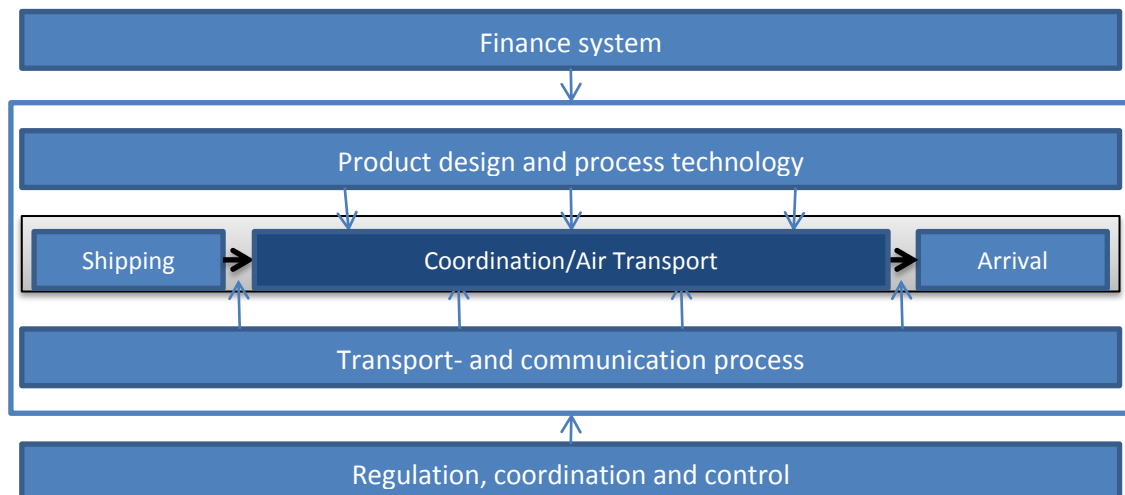 Finance system
Product design and process technology
Shipping
Coordination/Air Transport
Arrival
Transport- and communication process
Regulation, coordination and control